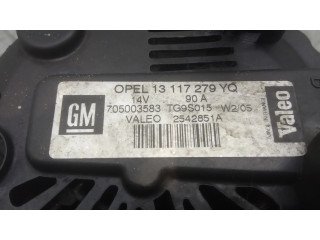 OPEL 13 117 279 YQ
14V 90 A
705003583 TG9S015 W2/05
VALEO 2542851A
GM
Valeo